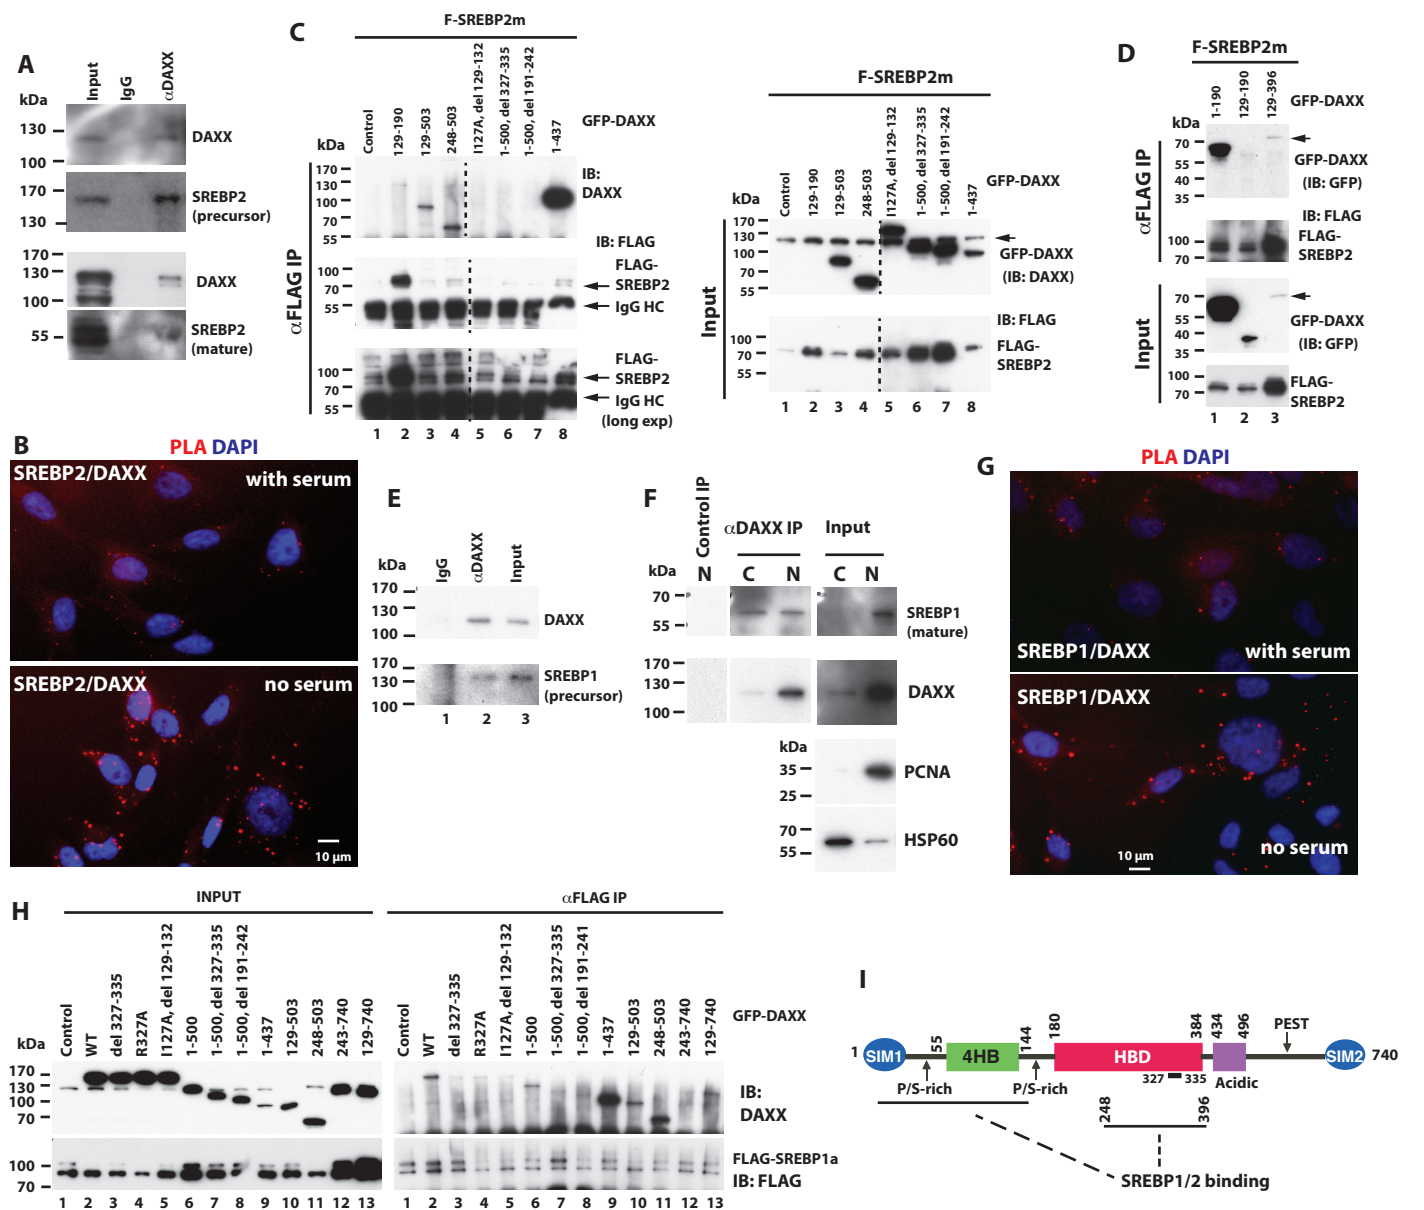 A
Input
IgG
αDAXX
kDa
130
100
DAXX
170
130
SREBP2
(precursor)
170
130
100
DAXX
55
SREBP2
(mature)
B
PLA DAPI
SREBP2/DAXX
with serum
SREBP2/DAXX
no serum
10 µm
C
F-SREBP2m
Control
129-190
129-503
248-503
I127A, del 129-132
1-500, del 327-335
1-500, del 191-242
1-437
GFP-DAXX
kDa
αFLAG IP
170
130
100
70
55
IB:
DAXX
IB: FLAG
100
70
55
FLAG-
SREBP2
IgG HC
100
70
55
FLAG-
SREBP2
IgG HC
(long exp)
1 2 3 4 5 6 7 8
F-SREBP2m
Control
129-190
129-503
248-503
I127A, del 129-132
1-500, del 327-335
1-500, del 191-242
1-437
GFP-DAXX
kDa
Input
170
130
100
70
55
GFP-DAXX
(IB: DAXX)
IB: FLAG
100
70
55
FLAG-
SREBP2
1 2 3 4 5 6 7 8
D
F-SREBP2m
1-190
129-190
129-396
GFP-DAXX
kDa
αFLAG IP
70
55
40
35
GFP-DAXX
(IB: GFP)
IB: FLAG
100
70
FLAG-
SREBP2
Input
70
55
40
35
GFP-DAXX
(IB: GFP)
100
70
FLAG-
SREBP2
1 2 3
E
IgG
αDAXX
Input
kDa
170
130
100
DAXX
170
130
100
SREBP1
(precursor)
1 2 3
F
Control IP
αDAXX IP
Input
kDa
N C N C N
70
55
SREBP1
(mature)
170
130
100
DAXX
kDa
35
25
PCNA
70
55
HSP60
G
PLA DAPI
SREBP1/DAXX
with serum
SREBP1/DAXX
no serum
10 µm
H
INPUT
Control
WT
del 327-335
R327A
I127A, del 129-132
1-500
1-500, del 327-335
1-500, del 191-242
1-437
129-503
248-503
243-740
129-740
αFLAG IP
Control
WT
del 327-335
R327A
I127A, del 129-132
1-500
1-500, del 327-335
1-500, del 191-241
1-437
129-503
248-503
243-740
129-740
GFP-DAXX
kDa
170
130
100
70
IB:
DAXX
100
70
FLAG-SREBP1a
IB: FLAG
1 2 3 4 5 6 7 8 9 10 11 12 13
1 2 3 4 5 6 7 8 9 10 11 12 13
I
1
SIM1
55
4HB
144
180
HBD
384
434
496
PEST
SIM2
740
P/S-rich
P/S-rich
327
335
Acidic
248
396
SREBP1/2 binding